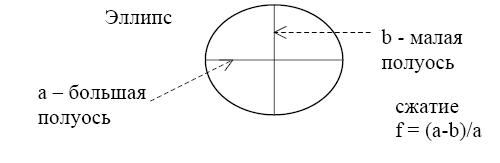 Эллипс
b - малая
полуось
a – большая
полуось
сжатие
f = (a-b)/a